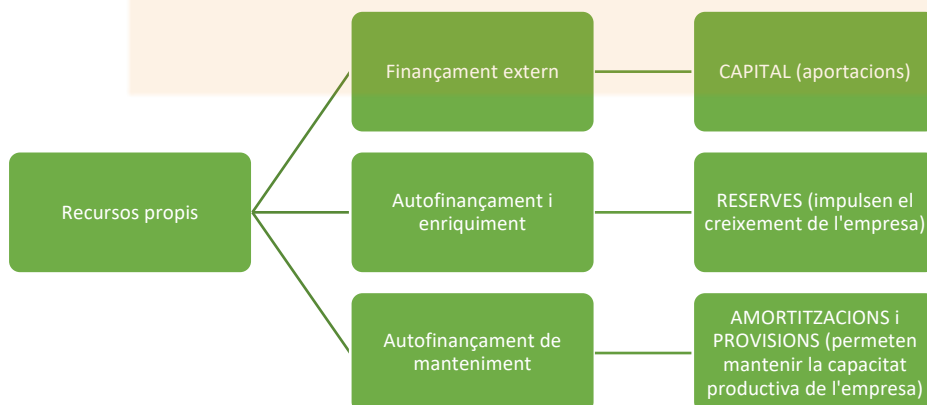 Finançament extern
CAPITAL (aportacions)
Recursos propis
Autofinançament i
enriquiment
RESERVES (impulsen el
creixement de l'empresa)
Autofinançament de
manteniment
AMORTITZACIONS i
PROVISIONS (permeten
mantenir la capacitat
productiva de l'empresa)